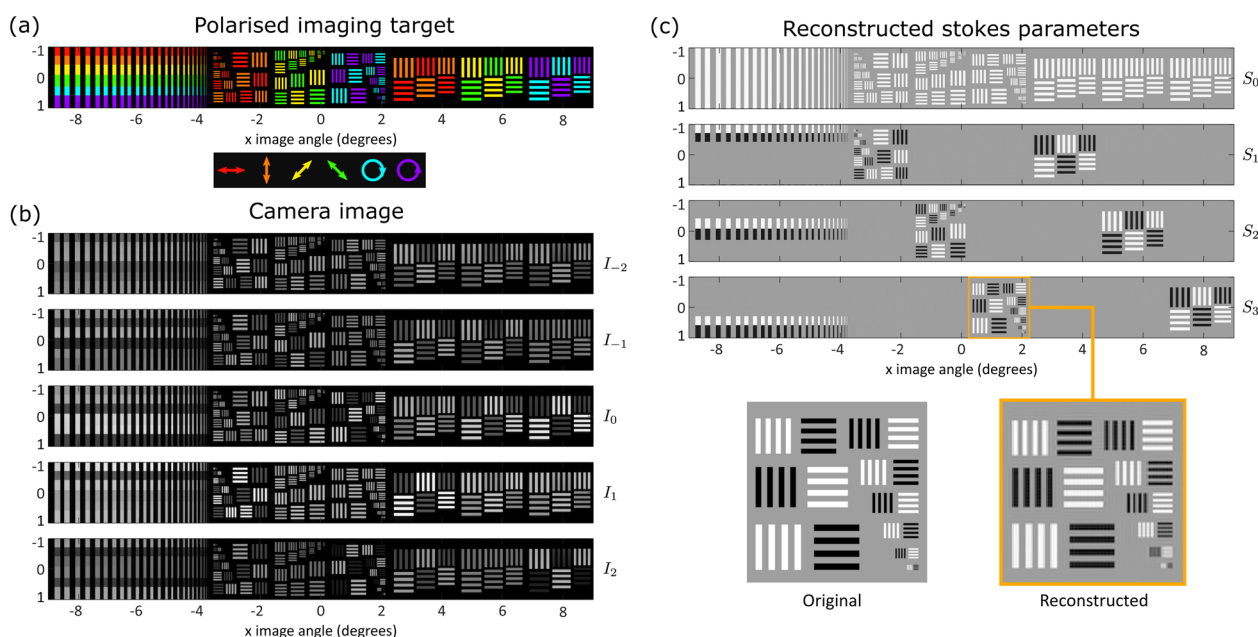 (a) Polarised imaging target
-1
0
1
-8 -6 -4 -2 0 2 4 6 8
x image angle (degrees)
(b) Camera image
-1
0
1
I₋₂
-1
0
1
I₋₁
-1
0
1
I₀
-1
0
1
I₁
-1
0
1
I₂
-8 -6 -4 -2 0 2 4 6 8
x image angle (degrees)
(c) Reconstructed stokes parameters
-1
0
1
S₀
-1
0
1
S₁
-1
0
1
S₂
-1
0
1
S₃
-8 -6 -4 -2 0 2 4 6 8
x image angle (degrees)
Original
Reconstructed